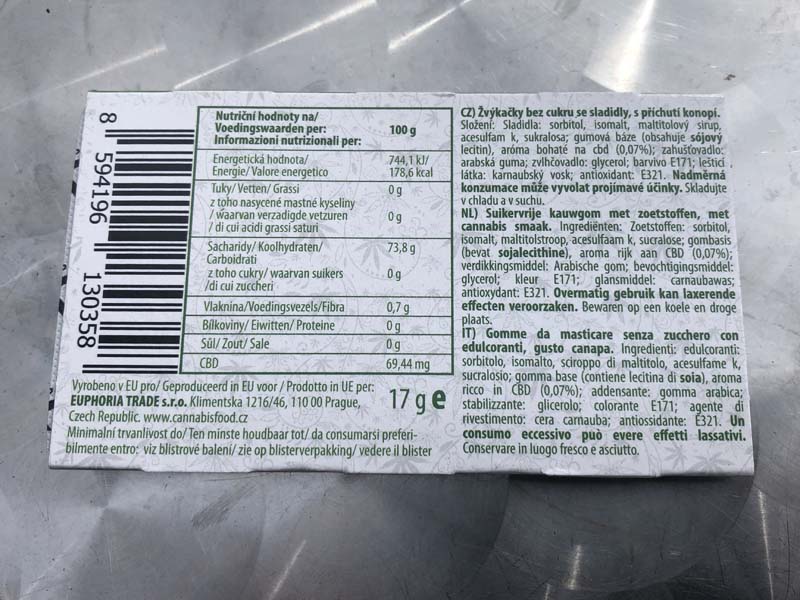 8 594196 130358
Nutriční hodnoty na/
Voedingswaarden per:
Informazioni nutrizionali per:
100 g
Energetická hodnota/
Energie/Valore energetico
744,1 kJ/
178,6 kcal
Tuky/ Vetten/ Grassi
0 g
z toho nasycené mastné kyseliny
/ waarvan verzadigde vetzuren
/ di cui acidi grassi saturi
0 g
Sacharidy/ Koolhydraten/
Carboidrati
73,8 g
z toho cukry/ waarvan suikers
/di cui zuccheri
0 g
Vláknina/Voedingsvezels/Fibra
0,7 g
Bílkoviny/ Eiwitten/ Proteine
0 g
Sůl/ Zout/ Sale
0 g
CBD
69,44 mg
Vyrobeno v EU pro/ Geproduceerd in EU voor / Prodotto in UE per:
EUPHORIA TRADE s.r.o. Klimentska 1216/46, 110 00 Prague,
Czech Republic. www.cannabisfood.cz
17 g e
Minimální trvanlivost do/ Ten minste houdbaar tot/ da consumarsi preferi-
bilmente entro: viz blistrové balení/ zie op blisterverpakking/ vedere il blister
CZ) Žvýkačky bez cukru se sladidly, s příchutí konopí.
Složení: Sladidla: sorbitol, isomalt, maltitolový sirup,
acesulfam k, sukralosa; gumová báze (obsahuje sójový
lecitin), aróma bohaté na cbd (0,07%); zahušťovadlo:
arabská guma; zvlhčovadlo: glycerol; barvivo E171; leštící
látka: karnaubský vosk; antioxidant: E321. Nadměrná
konzumace může vyvolat projímavé účinky. Skladujte
v chladu a v suchu.
NL) Suikervrije kauwgom met zoetstoffen, met
cannabis smaak. Ingrediënten: Zoetstoffen: sorbitol,
isomalt, maltitolstroop, acesulfaam k, sucralose; gombasis
(bevat sojalecithine), aroma rijk aan CBD (0,07%);
verdikkingsmiddel: Arabische gom; bevochtigingsmiddel:
glycerol; kleur E171; glansmiddel: carnaubawas;
antioxydant: E321. Overmatig gebruik kan laxerende
effecten veroorzaken. Bewaren op een koele en droge
plaats.
IT) Gomme da masticare senza zucchero con
edulcoranti, gusto canapa. Ingredienti: edulcoranti:
sorbitolo, isomalto, sciroppo di maltitolo, acesulfame k,
sucralosio; gomma base (contiene lecitina di soia), aroma
ricco in CBD (0,07%); addensante: gomma arabica;
stabilizzante: glicerolo; colorante E171; agente di
rivestimento: cera carnauba; antiossidante: E321. Un
consumo eccessivo può evere effetti lassativi.
Conservare in luogo fresco e asciutto.